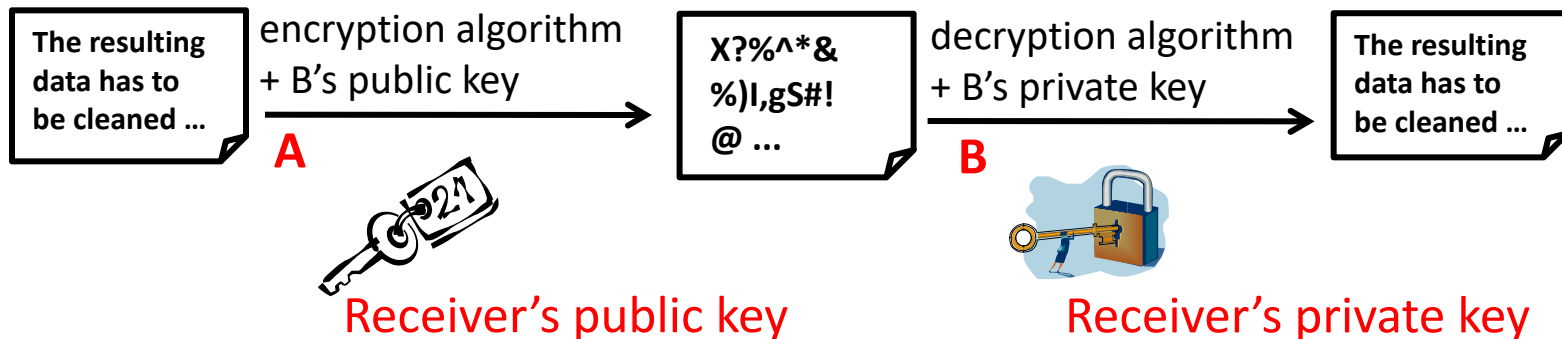 The resulting
data has to
be cleaned ...
encryption algorithm
+ B's public key
A
X?%^*&
%)I,gS#!
@ ...
decryption algorithm
+ B's private key
B
The resulting
data has to
be cleaned ...
21
Receiver's public key
Receiver's private key